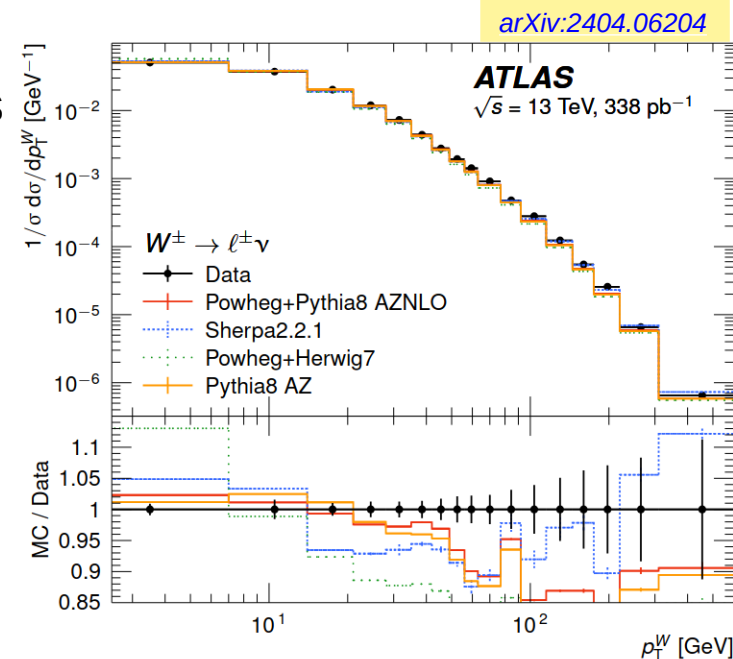 arXiv:2404.06204
ATLAS
√s = 13 TeV, 338 pb⁻¹
1/σ dσ/dp_T^W [GeV⁻¹]
10⁻²
10⁻³
10⁻⁴
10⁻⁵
10⁻⁶
W± → ℓ±ν
Data
Powheg+Pythia8 AZNLO
Sherpa2.2.1
Powheg+Herwig7
Pythia8 AZ
MC / Data
1.1
1.05
1
0.95
0.9
0.85
10¹
10²
p_T^W [GeV]